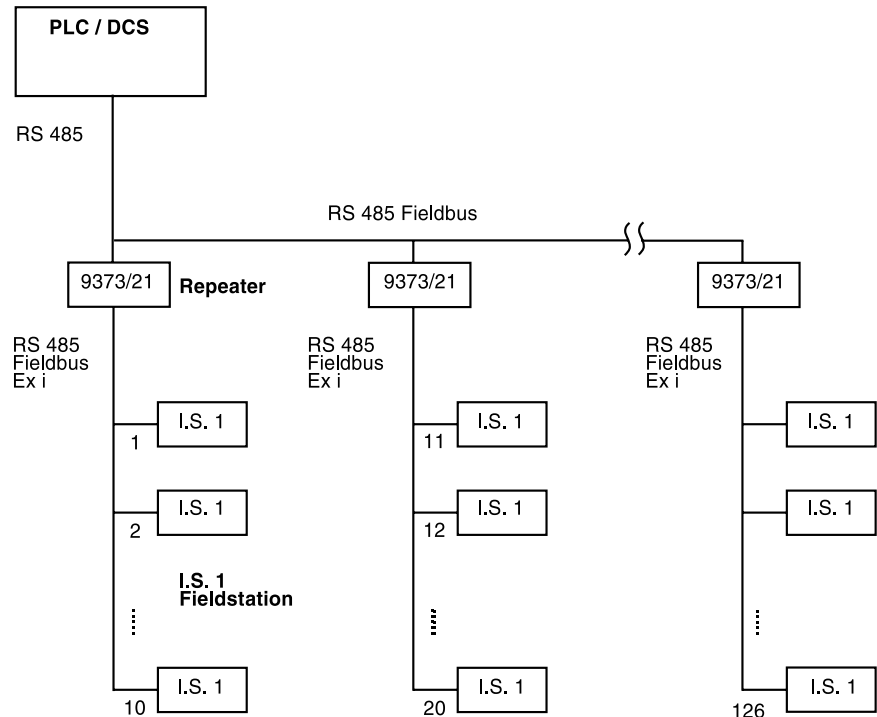 PLC / DCS
RS 485
RS 485 Fieldbus
9373/21
Repeater
9373/21
9373/21
RS 485
Fieldbus
Ex i
RS 485
Fieldbus
Ex i
RS 485
Fieldbus
Ex i
I.S. 1
1
I.S. 1
11
I.S. 1
I.S. 1
2
I.S. 1
12
I.S. 1
I.S. 1
Fieldstation
I.S. 1
10
I.S. 1
20
I.S. 1
126